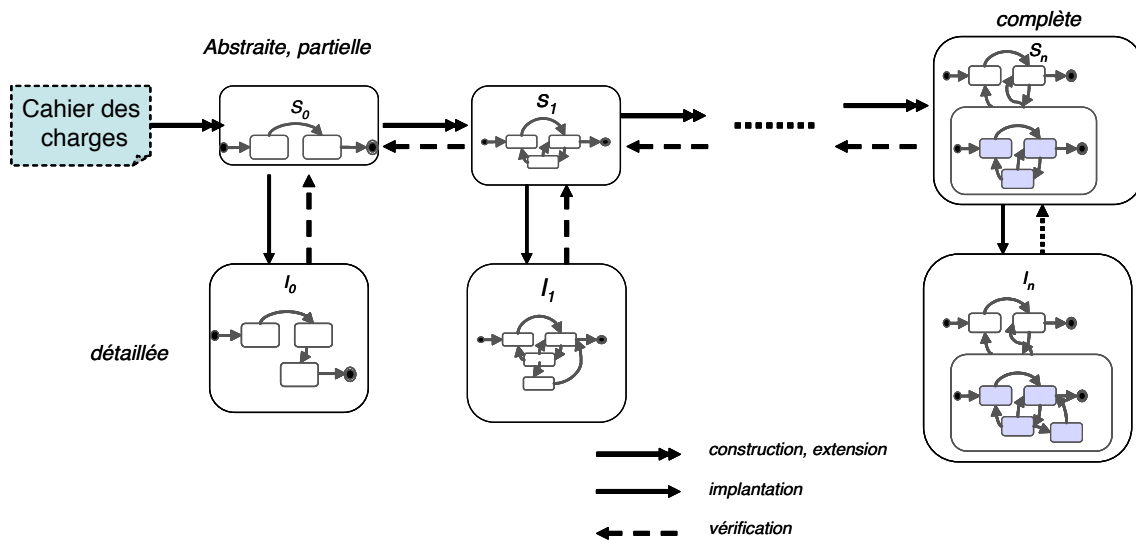 complète
Abstraite, partielle
Cahier des
charges
S0
S1
Sn
I0
I1
In
détaillée
construction, extension
implantation
vérification